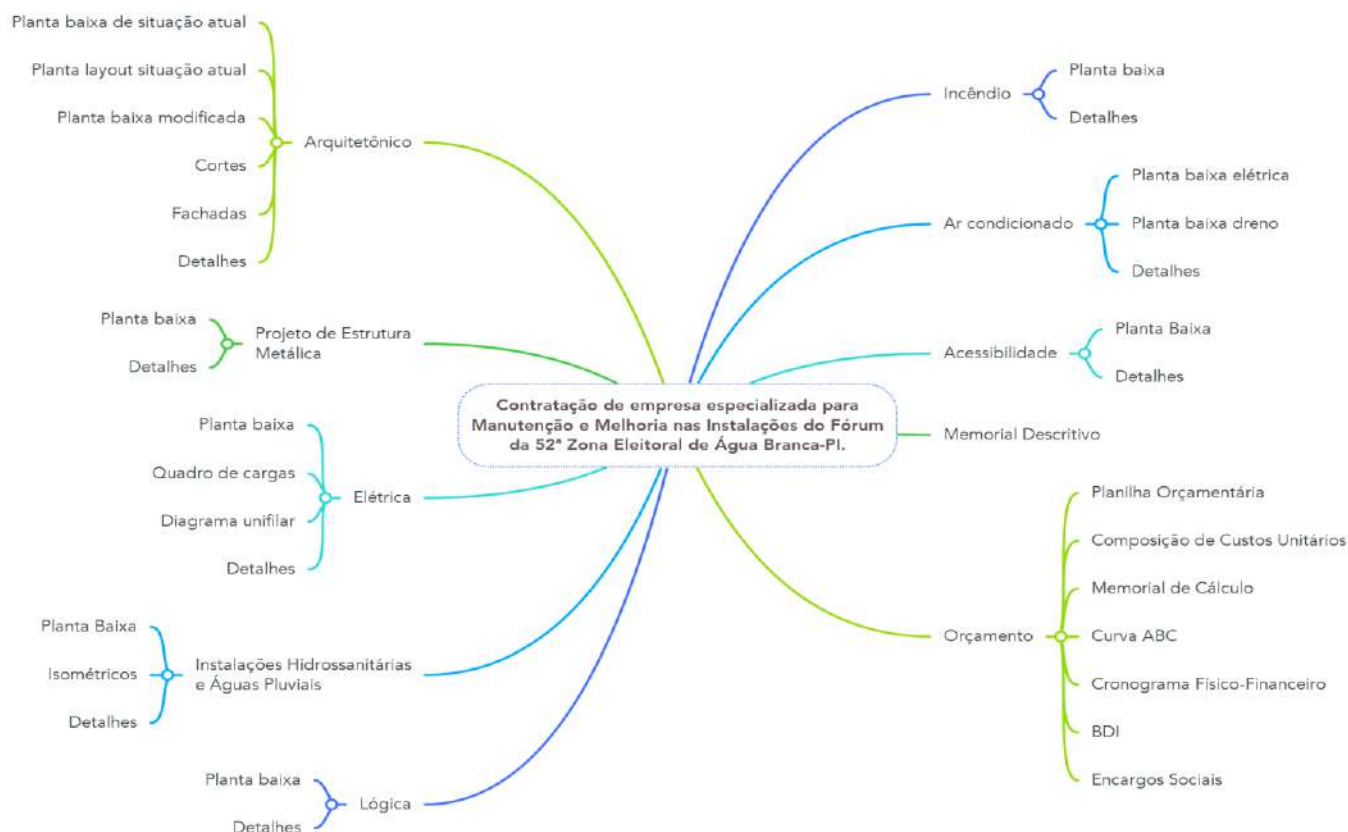 Contratação de empresa especializada para
Manutenção e Melhoria nas Instalações do Fórum
da 52ª Zona Eleitoral de Água Branca-PI.
Arquitetônico
Planta baixa de situação atual
Planta layout situação atual
Planta baixa modificada
Cortes
Fachadas
Detalhes
Projeto de Estrutura
Metálica
Planta baixa
Detalhes
Elétrica
Planta baixa
Quadro de cargas
Diagrama unifilar
Detalhes
Instalações Hidrossanitárias
e Águas Pluviais
Planta Baixa
Isométricos
Detalhes
Lógica
Planta baixa
Detalhes
Incêndio
Planta baixa
Detalhes
Ar condicionado
Planta baixa elétrica
Planta baixa dreno
Detalhes
Acessibilidade
Planta Baixa
Detalhes
Memorial Descritivo
Orçamento
Planilha Orçamentária
Composição de Custos Unitários
Memorial de Cálculo
Curva ABC
Cronograma Físico-Financeiro
BDI
Encargos Sociais